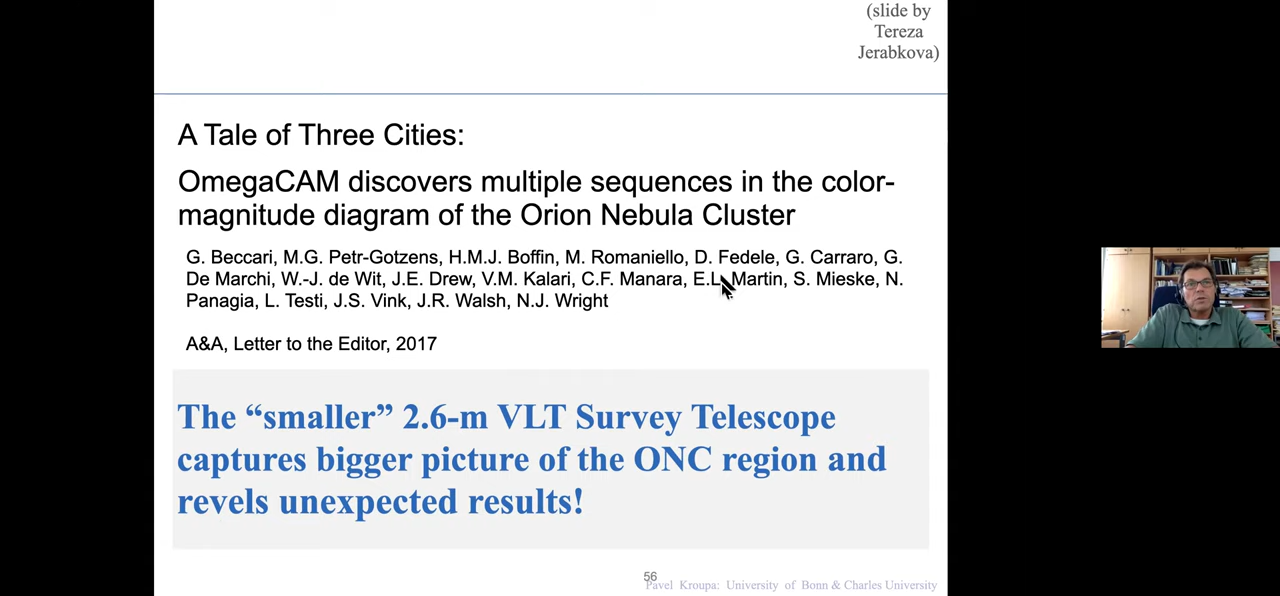 (slide by
Tereza
Jerabkova)
A Tale of Three Cities:
OmegaCAM discovers multiple sequences in the color-
magnitude diagram of the Orion Nebula Cluster
G. Beccari, M.G. Petr-Gotzens, H.M.J. Boffin, M. Romaniello, D. Fedele, G. Carraro, G.
De Marchi, W.-J. de Wit, J.E. Drew, V.M. Kalari, C.F. Manara, E.L. Martin, S. Mieske, N.
Panagia, L. Testi, J.S. Vink, J.R. Walsh, N.J. Wright
A&A, Letter to the Editor, 2017
The “smaller” 2.6-m VLT Survey Telescope
captures bigger picture of the ONC region and
revels unexpected results!
56
Pavel Kroupa: University of Bonn & Charles University